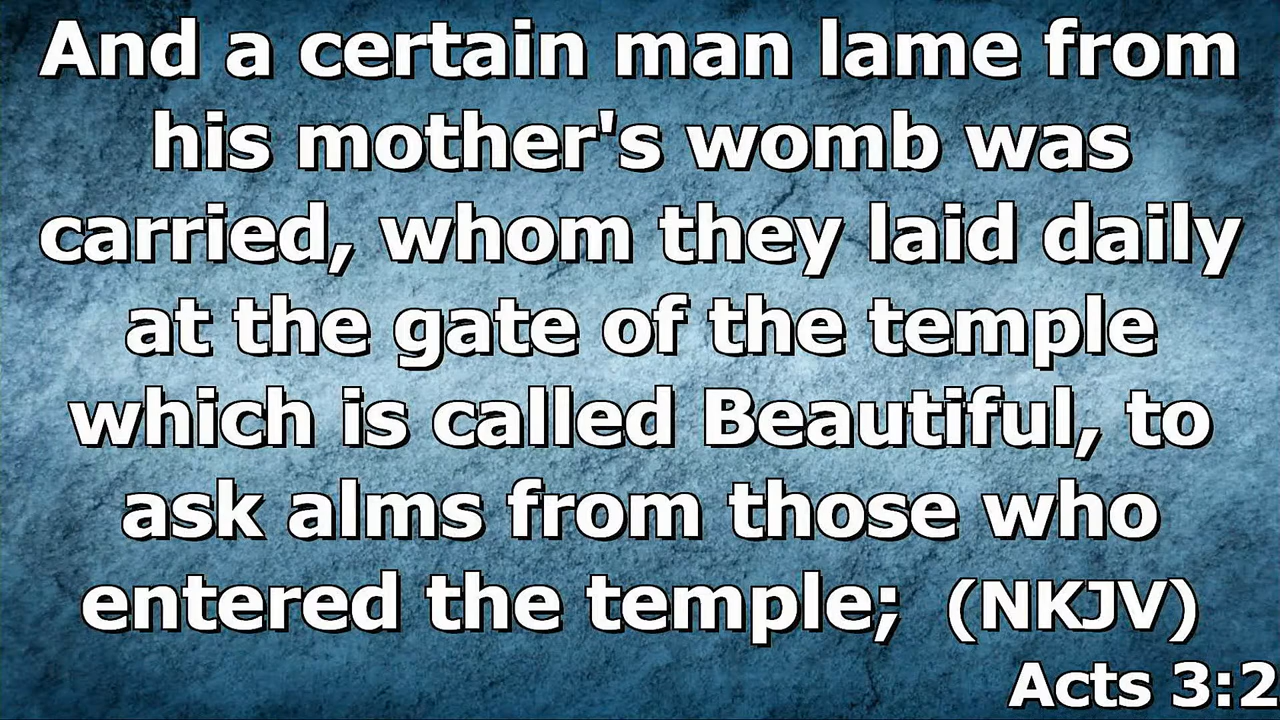 And a certain man lame from
his mother's womb was
carried, whom they laid daily
at the gate of the temple
which is called Beautiful, to
ask alms from those who
entered the temple;  (NKJV)
Acts 3:2